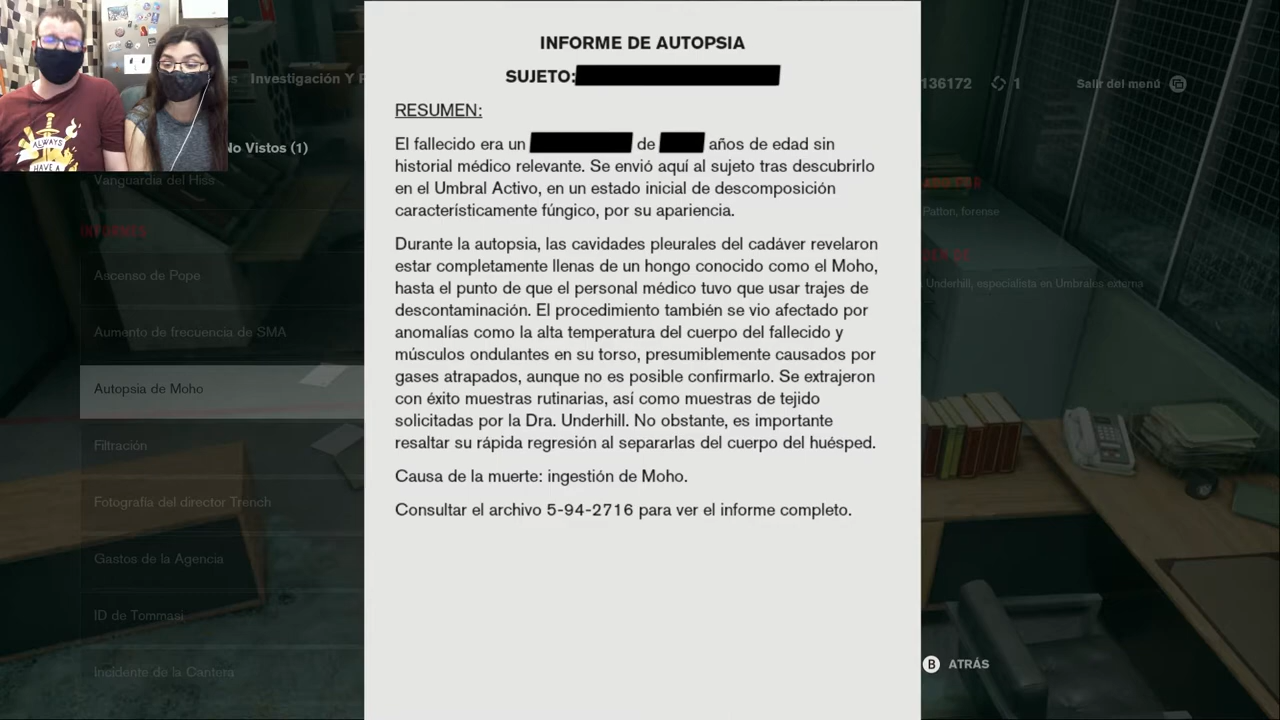 INFORME DE AUTOPSIA
SUJETO:
RESUMEN:
El fallecido era un de años de edad sin
historial médico relevante. Se envió aquí al sujeto tras descubrirlo
en el Umbral Activo, en un estado inicial de descomposición
característicamente fúngico, por su apariencia.
Durante la autopsia, las cavidades pleurales del cadáver revelaron
estar completamente llenas de un hongo conocido como el Moho,
hasta el punto de que el personal médico tuvo que usar trajes de
descontaminación. El procedimiento también se vio afectado por
anomalías como la alta temperatura del cuerpo del fallecido y
músculos ondulantes en su torso, presumiblemente causados por
gases atrapados, aunque no es posible confirmarlo. Se extrajeron
con éxito muestras rutinarias, así como muestras de tejido
solicitadas por la Dra. Underhill. No obstante, es importante
resaltar su rápida regresión al separarlas del cuerpo del huésped.
Causa de la muerte: ingestión de Moho.
Consultar el archivo 5-94-2716 para ver el informe completo.
Investigación Y
No Vistos (1)
Vanguardia del Hiss
INFORMES
Ascenso de Pope
Aumento de frecuencia de SMA
Autopsia de Moho
Filtración
Fotografía del director Trench
Gastos de la Agencia
ID de Tommasi
Incidente de la Cantera
136172
1
Salir del menú
Patton, forense
Underhill, especialista en Umbrales externa
B ATRÁS
ALWAYS
HAVE A